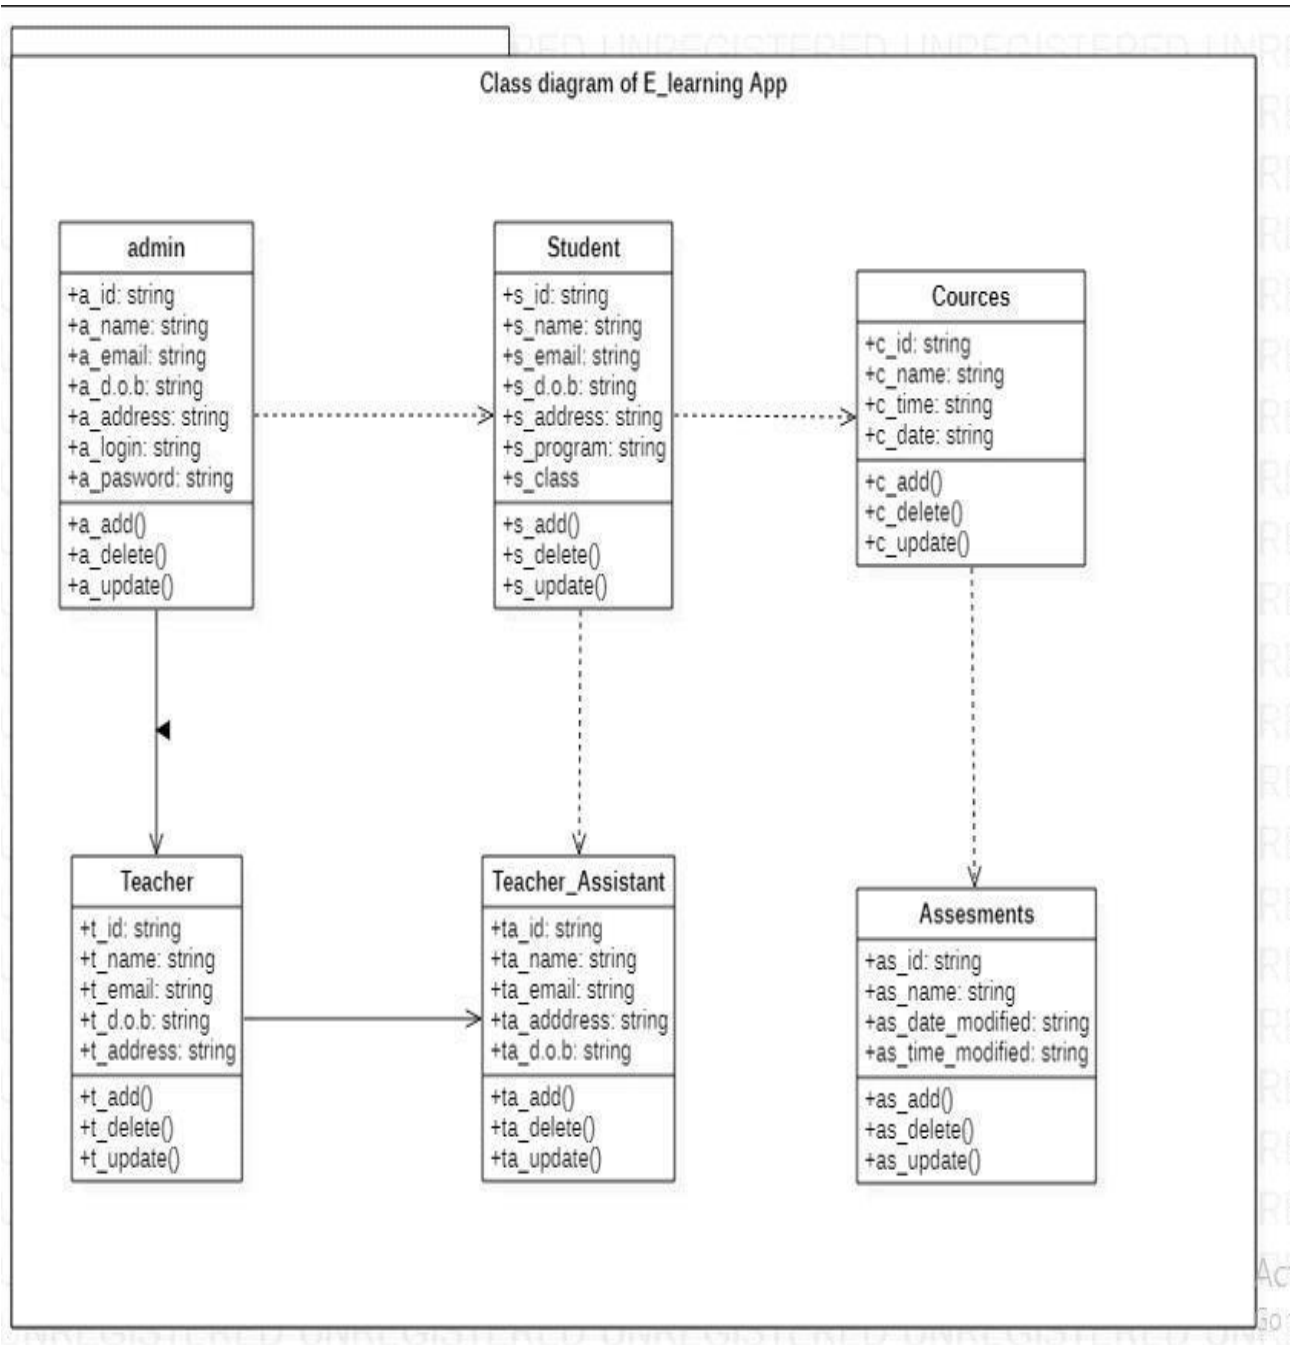 Class diagram of E_learning App
admin
+a_id: string
+a_name: string
+a_email: string
+a_d.o.b: string
+a_address: string
+a_login: string
+a_pasword: string
+a_add()
+a_delete()
+a_update()
Student
+s_id: string
+s_name: string
+s_email: string
+s_d.o.b: string
+s_address: string
+s_program: string
+s_class
+s_add()
+s_delete()
+s_update()
Cources
+c_id: string
+c_name: string
+c_time: string
+c_date: string
+c_add()
+c_delete()
+c_update()
Teacher
+t_id: string
+t_name: string
+t_email: string
+t_d.o.b: string
+t_address: string
+t_add()
+t_delete()
+t_update()
Teacher_Assistant
+ta_id: string
+ta_name: string
+ta_email: string
+ta_adddress: string
+ta_d.o.b: string
+ta_add()
+ta_delete()
+ta_update()
Assesments
+as_id: string
+as_name: string
+as_date_modified: string
+as_time_modified: string
+as_add()
+as_delete()
+as_update()
UNREGISTERED UNREGISTERED UNREGISTERED